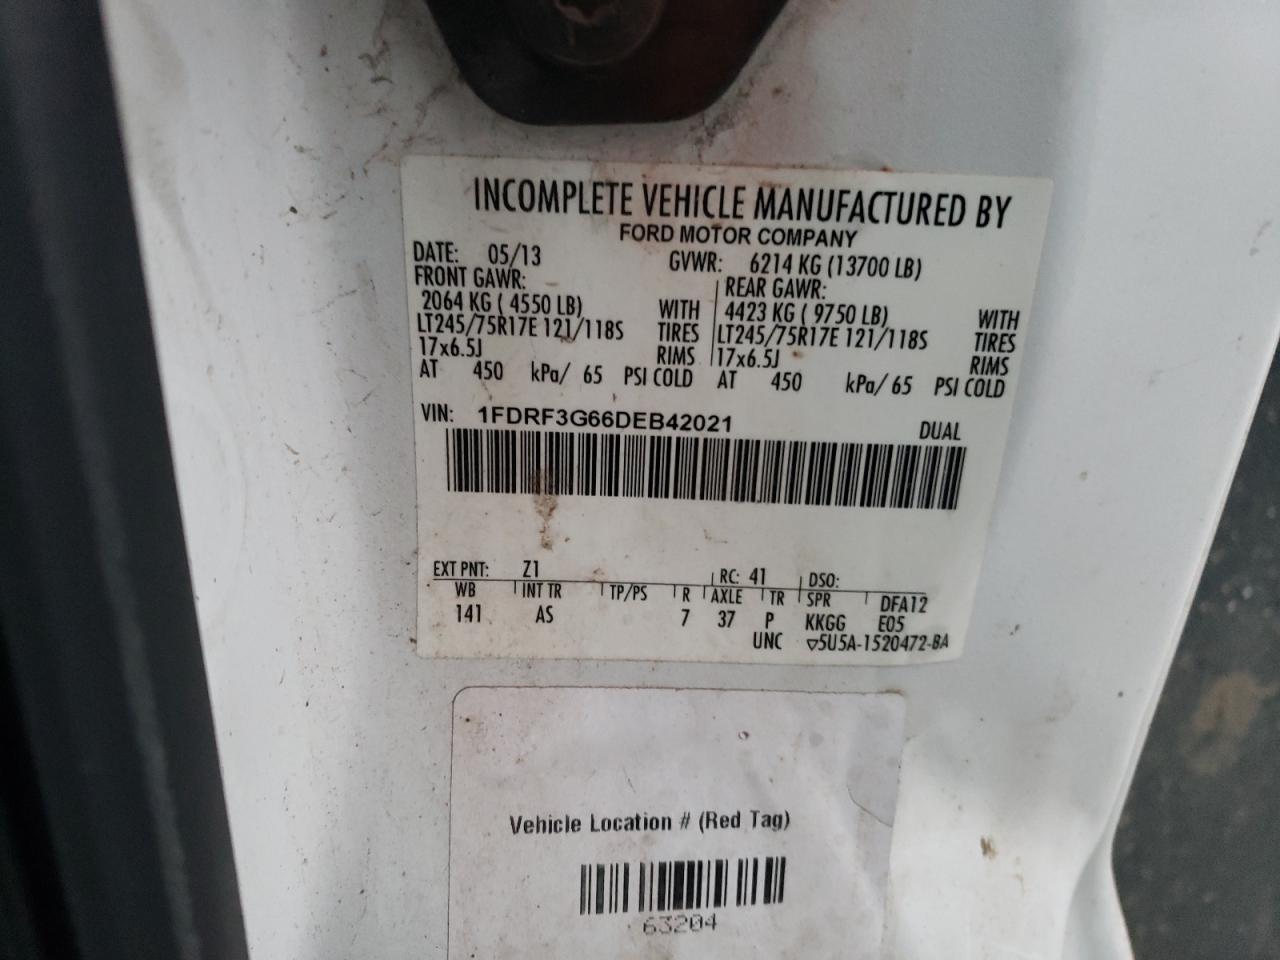 INCOMPLETE VEHICLE MANUFACTURED BY
FORD MOTOR COMPANY
DATE: 05/13 GVWR: 6214 KG (13700 LB)
FRONT GAWR: REAR GAWR:
2064 KG ( 4550 LB) WITH 4423 KG ( 9750 LB) WITH
LT245/75R17E 121/118S TIRES LT245/75R17E 121/118S TIRES
17x6.5J RIMS 17x6.5J RIMS
AT 450 kPa/ 65 PSI COLD AT 450 kPa/ 65 PSI COLD
VIN: 1FDRF3G66DEB42021 DUAL
EXT PNT: Z1 RC: 41 DSO:
WB INT TR TP/PS R AXLE TR SPR DFA12
141 AS 7 37 P KKGG E05
UNC ▽5U5A-1520472-BA
Vehicle Location # (Red Tag)
63204